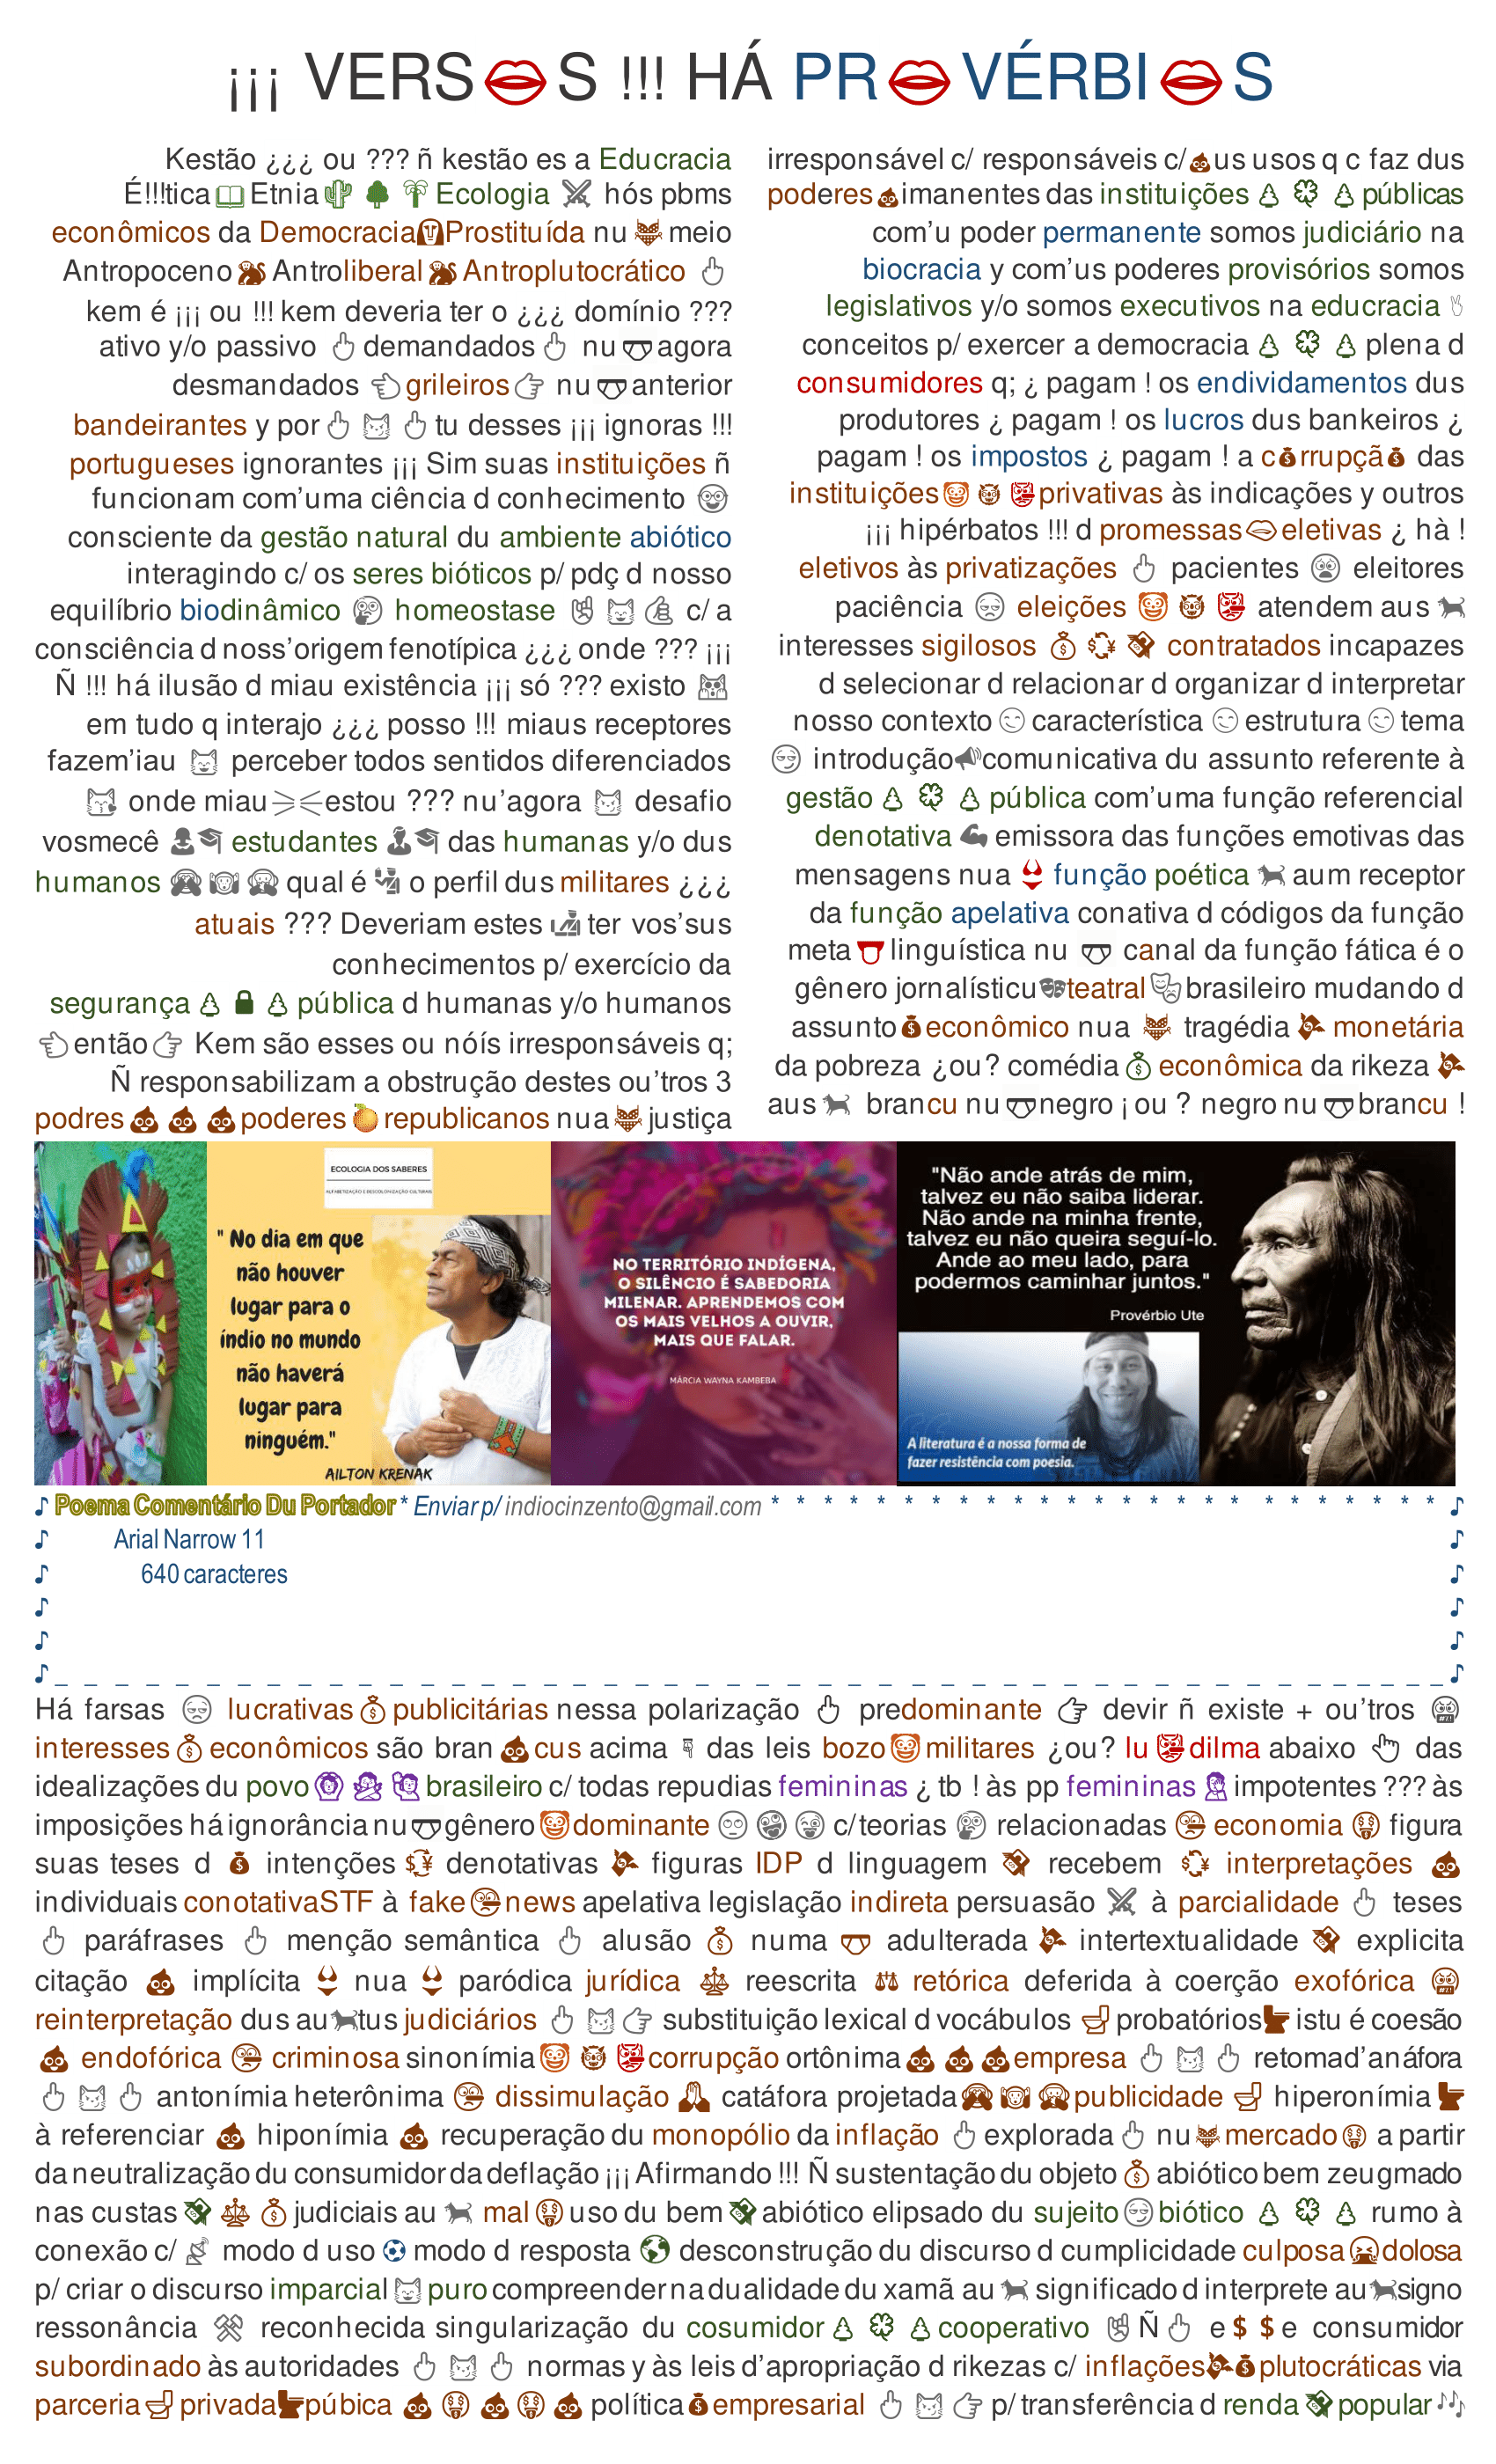 ¡¡¡ VERS👄S !!! HÁ PR👄VÉRBI👄S
Kestão ¿¿¿ ou ??? ñ kestão es a Educracia
É!!!tica Etnia Ecologia hós pbms
econômicos da Democracia Prostituída nu meio
Antropoceno Antroliberal Antroplutocrático
kem é ¡¡¡ ou !!! kem deveria ter o ¿¿¿ domínio ???
ativo y/o passivo demandados nu agora
desmandados grileiros nu anterior
bandeirantes y por tu desses ¡¡¡ ignoras !!!
portugueses ignorantes ¡¡¡ Sim suas instituições ñ
funcionam com’uma ciência d conhecimento
consciente da gestão natural du ambiente abiótico
interagindo c/ os seres bióticos p/ pdç d nosso
equilíbrio biodinâmico homeostase c/ a
consciência d noss’origem fenotípica ¿¿¿ onde ??? ¡¡¡
Ñ !!! há ilusão d miau existência ¡¡¡ só ??? existo
em tudo q interajo ¿¿¿ posso !!! miaus receptores
fazem’iau perceber todos sentidos diferenciados
onde miau estou ??? nu’agora desafio
vosmecê estudantes das humanas y/o dus
humanos qual é o perfil dus militares ¿¿¿
atuais ??? Deveriam estes ter vos’sus
conhecimentos p/ exercício da
segurança pública d humanas y/o humanos
então Kem são esses ou nóís irresponsáveis q;
Ñ responsabilizam a obstrução destes ou’tros 3
podres poderes republicanos nua justiça
irresponsável c/ responsáveis c/ us usos q c faz dus
poderes imanentes das instituições públicas
com’u poder permanente somos judiciário na
biocracia y com’us poderes provisórios somos
legislativos y/o somos executivos na educracia
conceitos p/ exercer a democracia plena d
consumidores q; ¿ pagam ! os endividamentos dus
produtores ¿ pagam ! os lucros dus bankeiros ¿
pagam ! os impostos ¿ pagam ! a c💰rrupçã💰 das
instituições privativas às indicações y outros
¡¡¡ hipérbatos !!! d promessas eletivas ¿ hà !
eletivos às privatizações pacientes eleitores
paciência eleições atendem aus
interesses sigilosos contratados incapazes
d selecionar d relacionar d organizar d interpretar
nosso contexto característica estrutura tema
introdução comunicativa du assunto referente à
gestão pública com’uma função referencial
denotativa emissora das funções emotivas das
mensagens nua função poética aum receptor
da função apelativa conativa d códigos da função
meta linguística nu canal da função fática é o
gênero jornalísticu teatral brasileiro mudando d
assunto econômico nua tragédia monetária
da pobreza ¿ou? comédia econômica da rikeza
aus brancu nu negro ¡ ou ? negro nu brancu !
ECOLOGIA DOS SABERES
ALFABETIZAÇÃO E DESCOLONIZAÇÃO CULTURAIS
" No dia em que
não houver
lugar para o
índio no mundo
não haverá
lugar para
ninguém."
AILTON KRENAK
NO TERRITÓRIO INDÍGENA,
O SILÊNCIO É SABEDORIA
MILENAR. APRENDEMOS COM
OS MAIS VELHOS A OUVIR,
MAIS QUE FALAR.
MÁRCIA WAYNA KAMBEBA
"Não ande atrás de mim,
talvez eu não saiba liderar.
Não ande na minha frente,
talvez eu não queira seguí-lo.
Ande ao meu lado, para
podermos caminhar juntos."
Provérbio Ute
A literatura é a nossa forma de
fazer resistência com poesia.
♪ Poema Comentário Du Portador * Enviar p/ indiocinzento@gmail.com * * * * * * * * * * * * * * * * * * * * * * * * * ♪
♪ Arial Narrow 11 ♪
♪ 640 caracteres ♪
♪ ♪
♪ ♪
♪ _ _ _ _ _ _ _ _ _ _ _ _ _ _ _ _ _ _ _ _ _ _ _ _ _ _ _ _ _ _ ♪
Há farsas lucrativas publicitárias nessa polarização predominante devir ñ existe + ou’tros
interesses econômicos são bran cus acima das leis bozo militares ¿ou? lu dilma abaixo das
idealizações du povo brasileiro c/ todas repudias femininas ¿ tb ! às pp femininas impotentes ??? às
imposições há ignorância nu gênero dominante c/ teorias relacionadas economia figura
suas teses d intenções denotativas figuras IDP d linguagem recebem interpretações
individuais conotativaSTF à fake news apelativa legislação indireta persuasão à parcialidade teses
paráfrases menção semântica alusão numa adulterada intertextualidade explicita
citação implícita nua paródica jurídica reescrita retórica deferida à coerção exofórica
reinterpretação dus au tus judiciários substituição lexical d vocábulos probatórios istu é coesão
endofórica criminosa sinonímia corrupção ortônima empresa retomad’anáfora
antonímia heterônima dissimulação catáfora projetada publicidade hiperonímia
à referenciar hiponímia recuperação du monopólio da inflação explorada nu mercado a partir
da neutralização du consumidor da deflação ¡¡¡ Afirmando !!! Ñ sustentação du objeto abiótico bem zeugmado
nas custas judiciais au mal uso du bem abiótico elipsado du sujeito biótico rumo à
conexão c/ modo d uso modo d resposta desconstrução du discurso d cumplicidade culposa dolosa
p/ criar o discurso imparcial puro compreender na dualidade du xamã au significado d interprete au signo
ressonância reconhecida singularização du cosumidor cooperativo Ñ e$ $e consumidor
subordinado às autoridades normas y às leis d’apropriação d rikezas c/ inflações plutocráticas via
parceria privada púbica política empresarial p/ transferência d renda popular